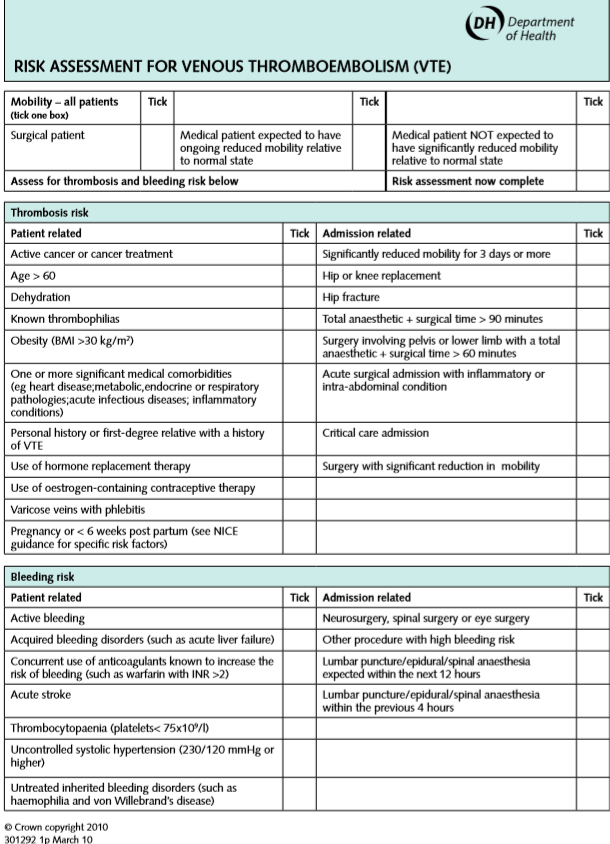 DH Department
of Health
RISK ASSESSMENT FOR VENOUS THROMBOEMBOLISM (VTE)
Mobility – all patients Tick Tick Tick
(tick one box)
Surgical patient
Medical patient expected to have
ongoing reduced mobility relative
to normal state
Medical patient NOT expected to
have significantly reduced mobility
relative to normal state
Assess for thrombosis and bleeding risk below
Risk assessment now complete
Thrombosis risk
Patient related Tick Admission related Tick
Active cancer or cancer treatment
Significantly reduced mobility for 3 days or more
Age > 60
Hip or knee replacement
Dehydration
Hip fracture
Known thrombophilias
Total anaesthetic + surgical time > 90 minutes
Obesity (BMI >30 kg/m²)
Surgery involving pelvis or lower limb with a total
anaesthetic + surgical time > 60 minutes
One or more significant medical comorbidities
(eg heart disease;metabolic,endocrine or respiratory
pathologies;acute infectious diseases; inflammatory
conditions)
Acute surgical admission with inflammatory or
intra-abdominal condition
Personal history or first-degree relative with a history
of VTE
Critical care admission
Use of hormone replacement therapy
Surgery with significant reduction in mobility
Use of oestrogen-containing contraceptive therapy
Varicose veins with phlebitis
Pregnancy or < 6 weeks post partum (see NICE
guidance for specific risk factors)
Bleeding risk
Patient related Tick Admission related Tick
Active bleeding
Neurosurgery, spinal surgery or eye surgery
Acquired bleeding disorders (such as acute liver failure)
Other procedure with high bleeding risk
Concurrent use of anticoagulants known to increase the
risk of bleeding (such as warfarin with INR >2)
Lumbar puncture/epidural/spinal anaesthesia
expected within the next 12 hours
Acute stroke
Lumbar puncture/epidural/spinal anaesthesia
within the previous 4 hours
Thrombocytopaenia (platelets< 75x10⁹/l)
Uncontrolled systolic hypertension (230/120 mmHg or
higher)
Untreated inherited bleeding disorders (such as
haemophilia and von Willebrand's disease)
© Crown copyright 2010
301292 1p March 10